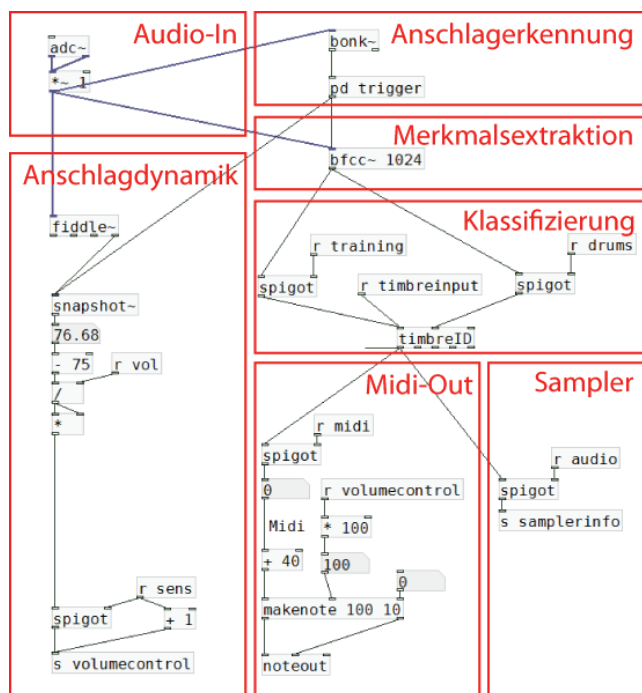 Audio-In
adc~
*~ 1
Anschlagerkennung
bonk~
pd trigger
Merkmalsextraktion
bfcc~ 1024
Anschlagdynamik
fiddle~
snapshot~
76.68
- 75
r vol
/
*
r sens
spigot
+ 1
s volumecontrol
Klassifizierung
r training
r drums
spigot
r timbreinput
spigot
timbreID
Midi-Out
r midi
spigot
0
r volumecontrol
Midi
* 100
+ 40
100
0
makenote 100 10
noteout
Sampler
r audio
spigot
s samplerinfo